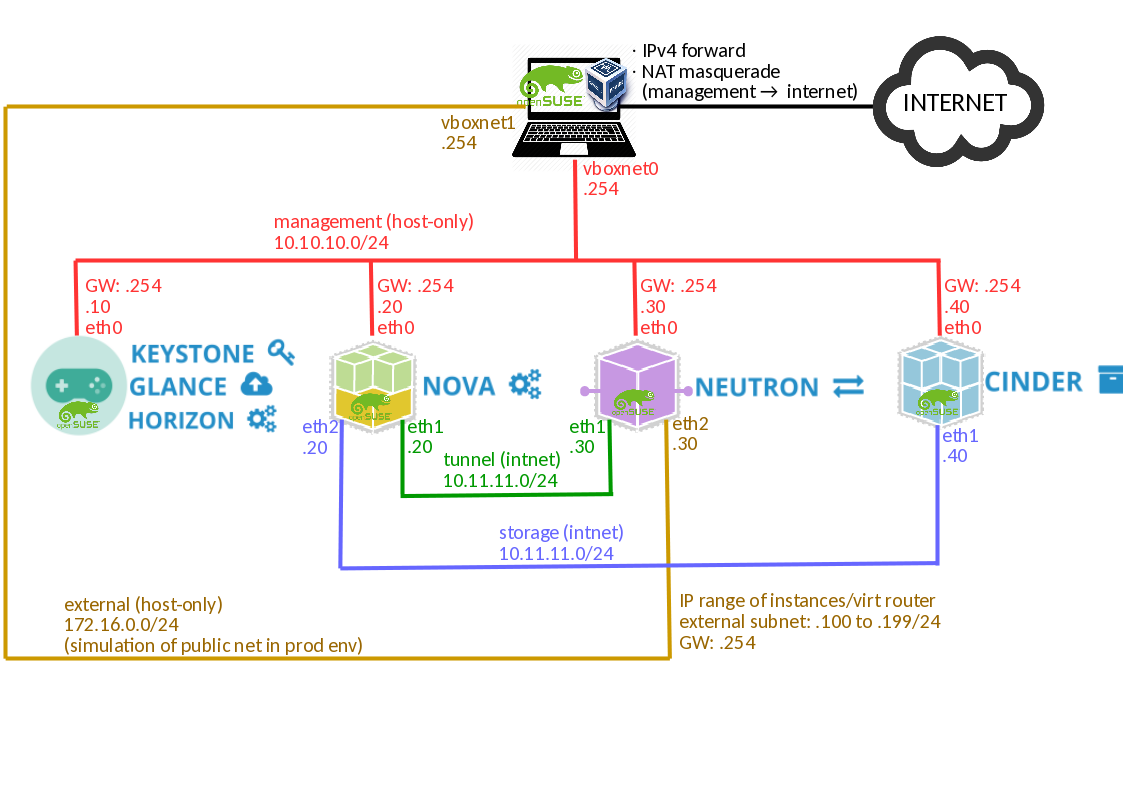 · IPv4 forward
· NAT masquerade
(management → internet)
INTERNET
openSUSE
vboxnet1
.254
vboxnet0
.254
management (host-only)
10.10.10.0/24
GW: .254
.10
eth0
GW: .254
.20
eth0
GW: .254
.30
eth0
GW: .254
.40
eth0
KEYSTONE
GLANCE
HORIZON
openSUSE
NOVA
openSUSE
NEUTRON
openSUSE
CINDER
openSUSE
eth2
.20
eth1
.20
eth1
.30
eth2
.30
eth1
.40
tunnel (intnet)
10.11.11.0/24
storage (intnet)
10.11.11.0/24
external (host-only)
172.16.0.0/24
(simulation of public net in prod env)
IP range of instances/virt router
external subnet: .100 to .199/24
GW: .254